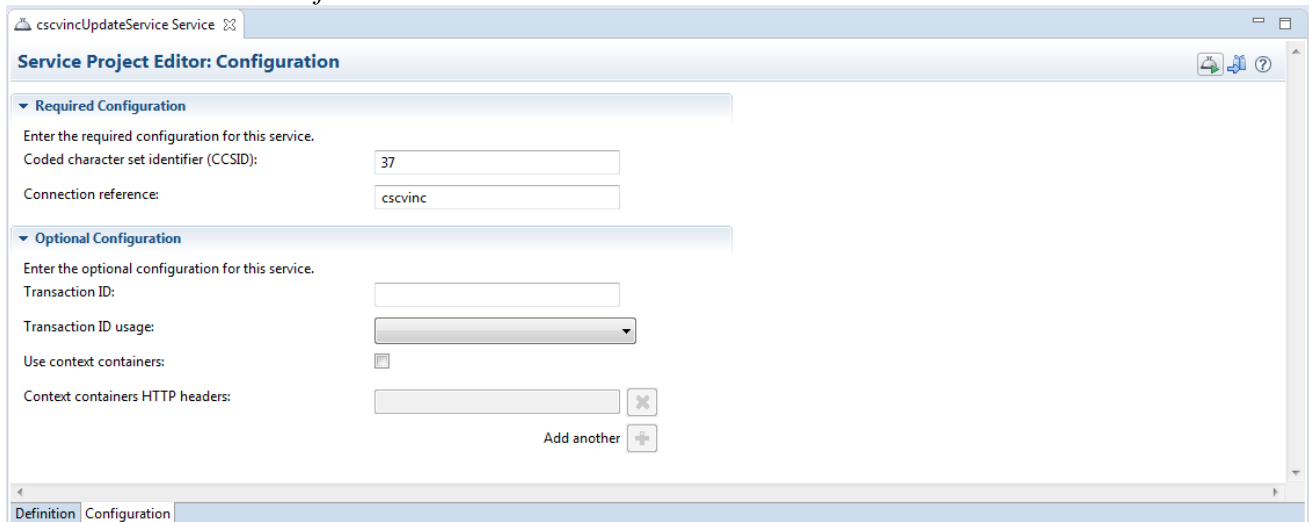 cscvincUpdateService Service
Service Project Editor: Configuration
Required Configuration
Enter the required configuration for this service.
Coded character set identifier (CCSID):
37
Connection reference:
cscvinc
Optional Configuration
Enter the optional configuration for this service.
Transaction ID:
Transaction ID usage:
Use context containers:
Context containers HTTP headers:
Add another
Definition Configuration